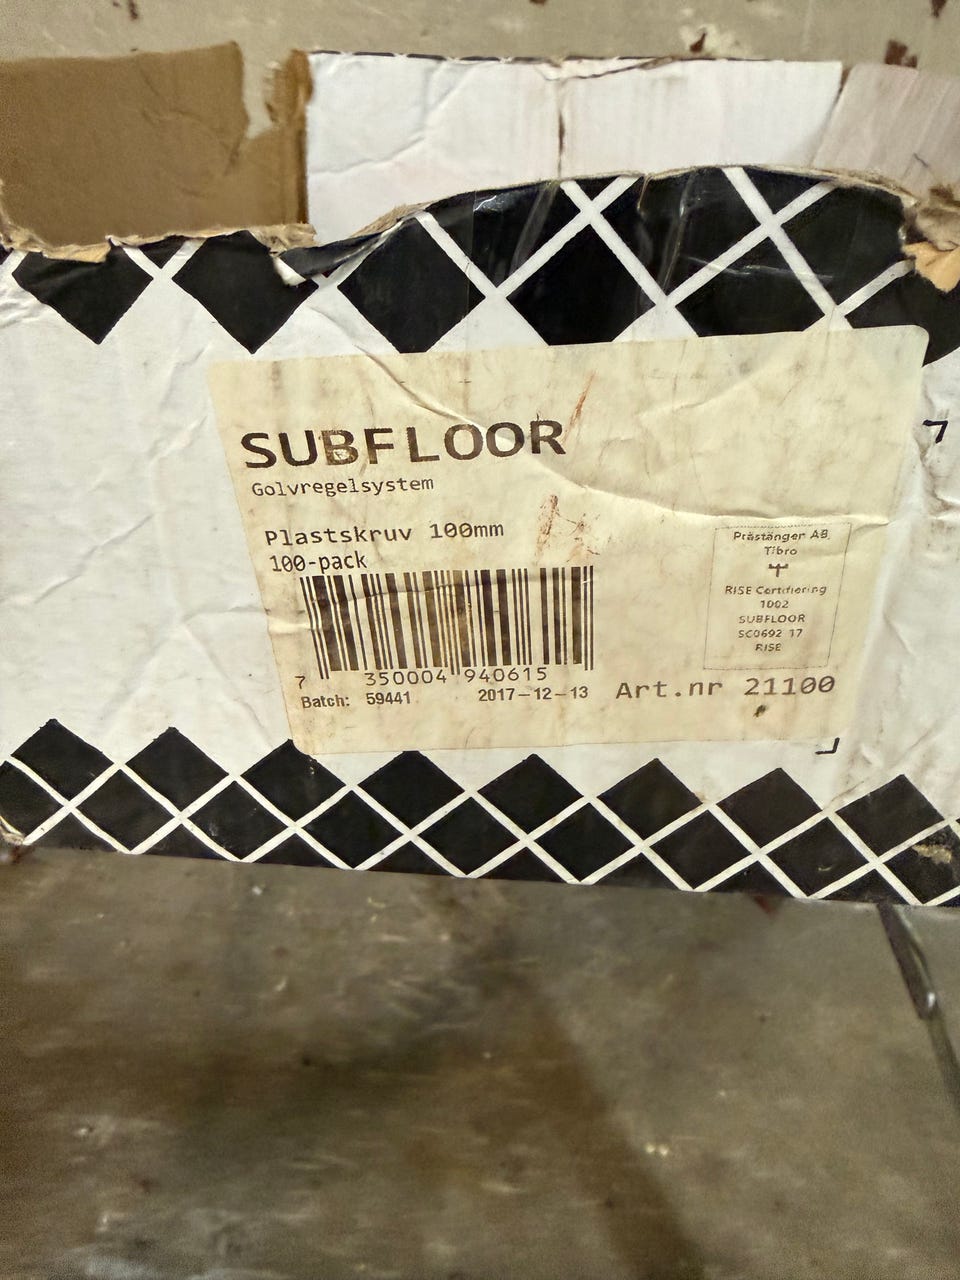 SUBFLOOR
Golvregelsystem
Plastskruv 100mm
100-pack
7 350004 940615
Batch: 59441 2017-12-13
Art.nr 21100
Prästänger AB
Tibro
RISE Certifiering
1002
SUBFLOOR
SC0692 17
RISE